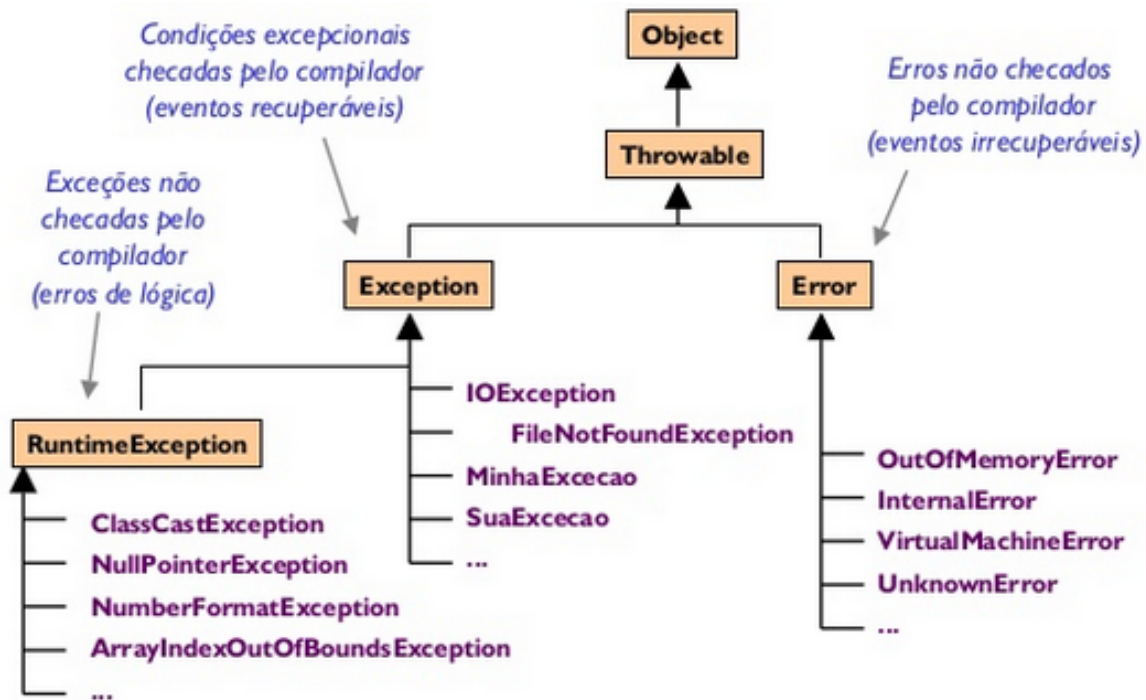 Condições excepcionais
checadas pelo compilador
(eventos recuperáveis)
Object
Erros não checados
pelo compilador
(eventos irrecuperáveis)
Throwable
Exceções não
checadas pelo
compilador
(erros de lógica)
Exception
Error
IOException
FileNotFoundException
MinhaExcecao
SuaExcecao
...
RuntimeException
ClassCastException
NullPointerException
NumberFormatException
ArrayIndexOutOfBoundsException
...
OutOfMemoryError
InternalError
VirtualMachineError
UnknownError
...